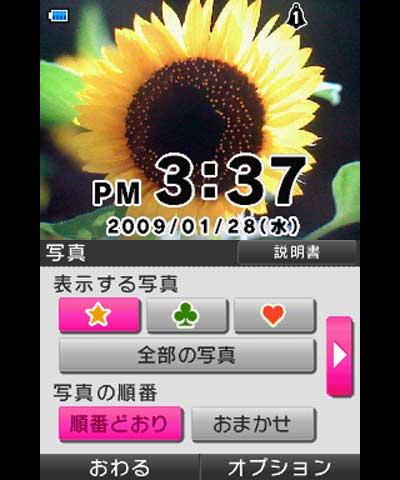 1
PM 3:37
2009/01/28(水)
写真 説明書
表示する写真
全部の写真
写真の順番
順番どおり おまかせ
おわる オプション